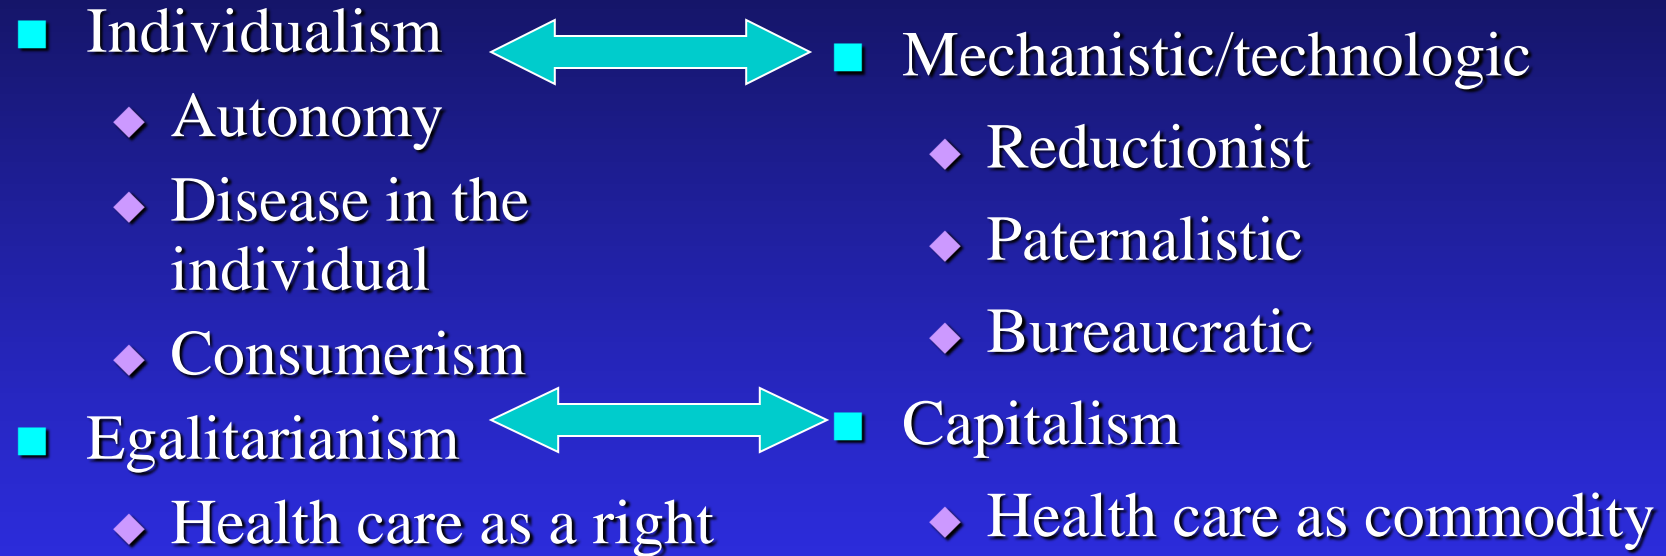 Individualism
Autonomy
Disease in the
individual
Consumerism
Egalitarianism
Health care as a right
Mechanistic/technologic
Reductionist
Paternalistic
Bureaucratic
Capitalism
Health care as commodity